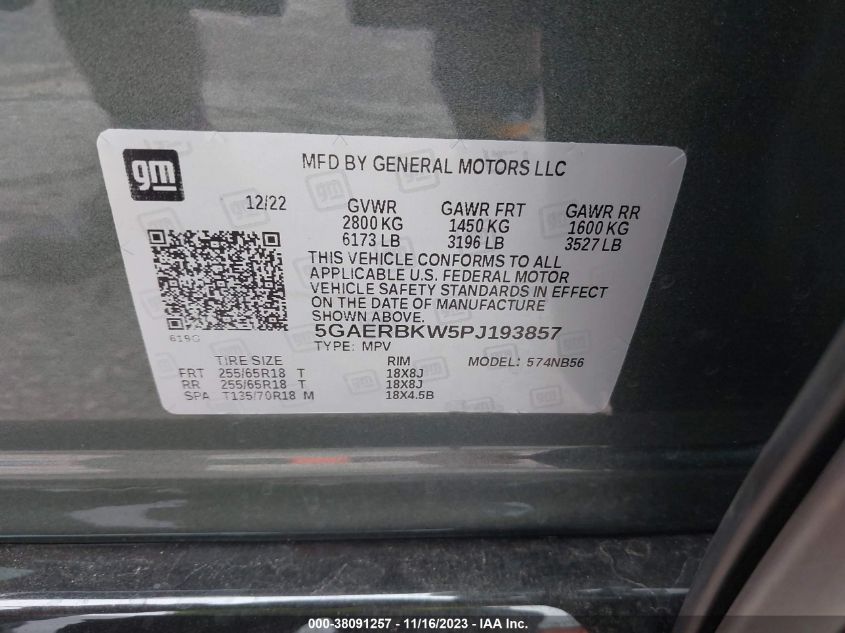 gm
MFD BY GENERAL MOTORS LLC
12/22
GVWR GAWR FRT GAWR RR
2800 KG 1450 KG 1600 KG
6173 LB 3196 LB 3527 LB
THIS VEHICLE CONFORMS TO ALL
APPLICABLE U.S. FEDERAL MOTOR
VEHICLE SAFETY STANDARDS IN EFFECT
ON THE DATE OF MANUFACTURE
SHOWN ABOVE.
619G
5GAERBKW5PJ193857
TYPE: MPV MODEL: 574NB56
TIRE SIZE RIM
FRT 255/65R18 T 18X8J
RR 255/65R18 T 18X8J
SPA T135/70R18 M 18X4.5B
000-38091257 - 11/16/2023 - IAAI.COM